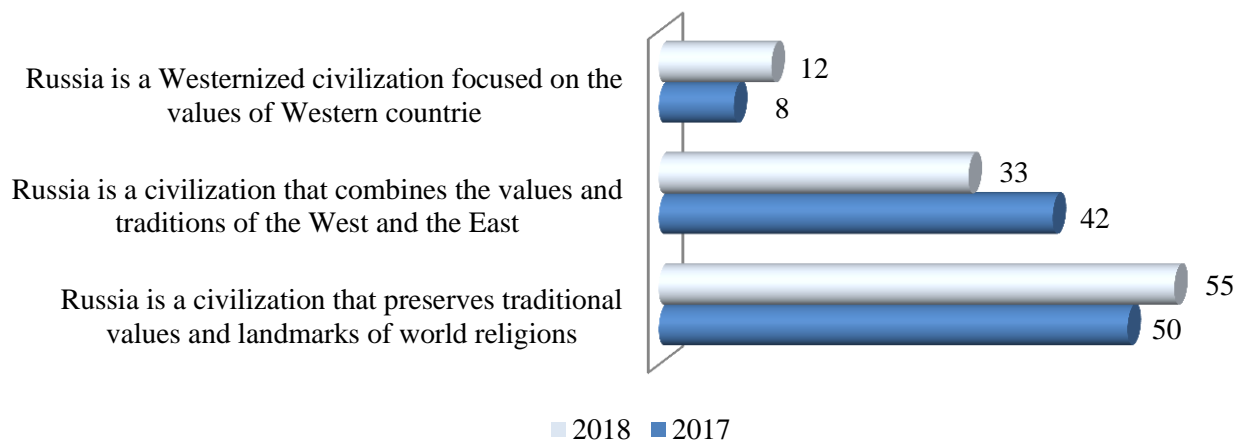 Russia is a Westernized civilization focused on the
values of Western countrie
12
8
Russia is a civilization that combines the values and
traditions of the West and the East
33
42
Russia is a civilization that preserves traditional
values and landmarks of world religions
55
50
2018 2017